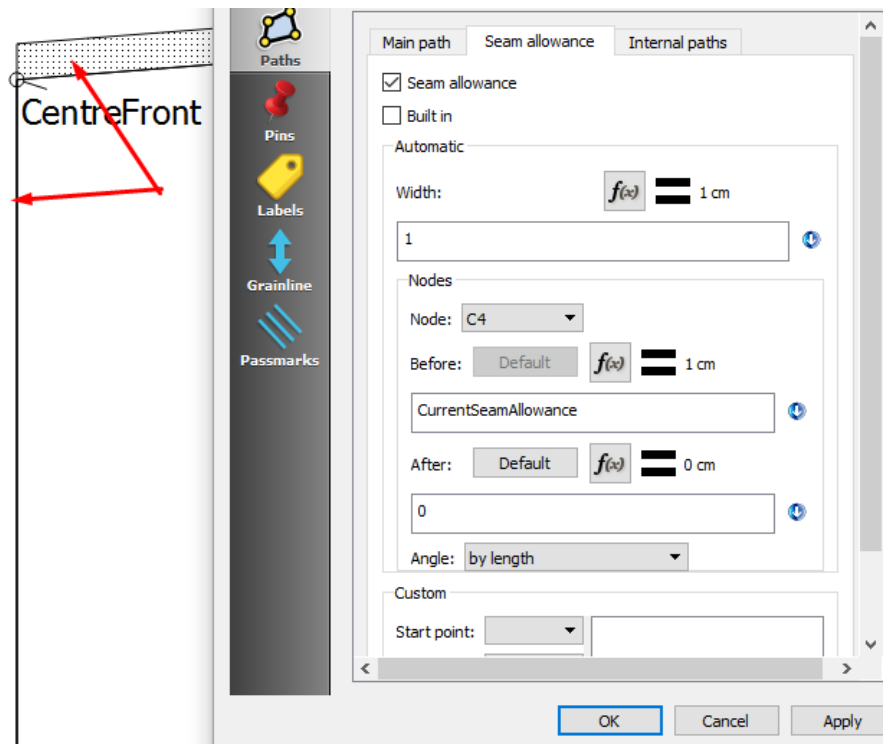 CentreFront
Paths
Pins
Labels
Grainline
Passmarks
Main path Seam allowance Internal paths
Seam allowance
Built in
Automatic
Width: f(x) 1 cm
1
Nodes
Node: C4
Before: Default f(x) 1 cm
CurrentSeamAllowance
After: Default f(x) 0 cm
0
Angle: by length
Custom
Start point:
OK Cancel Apply